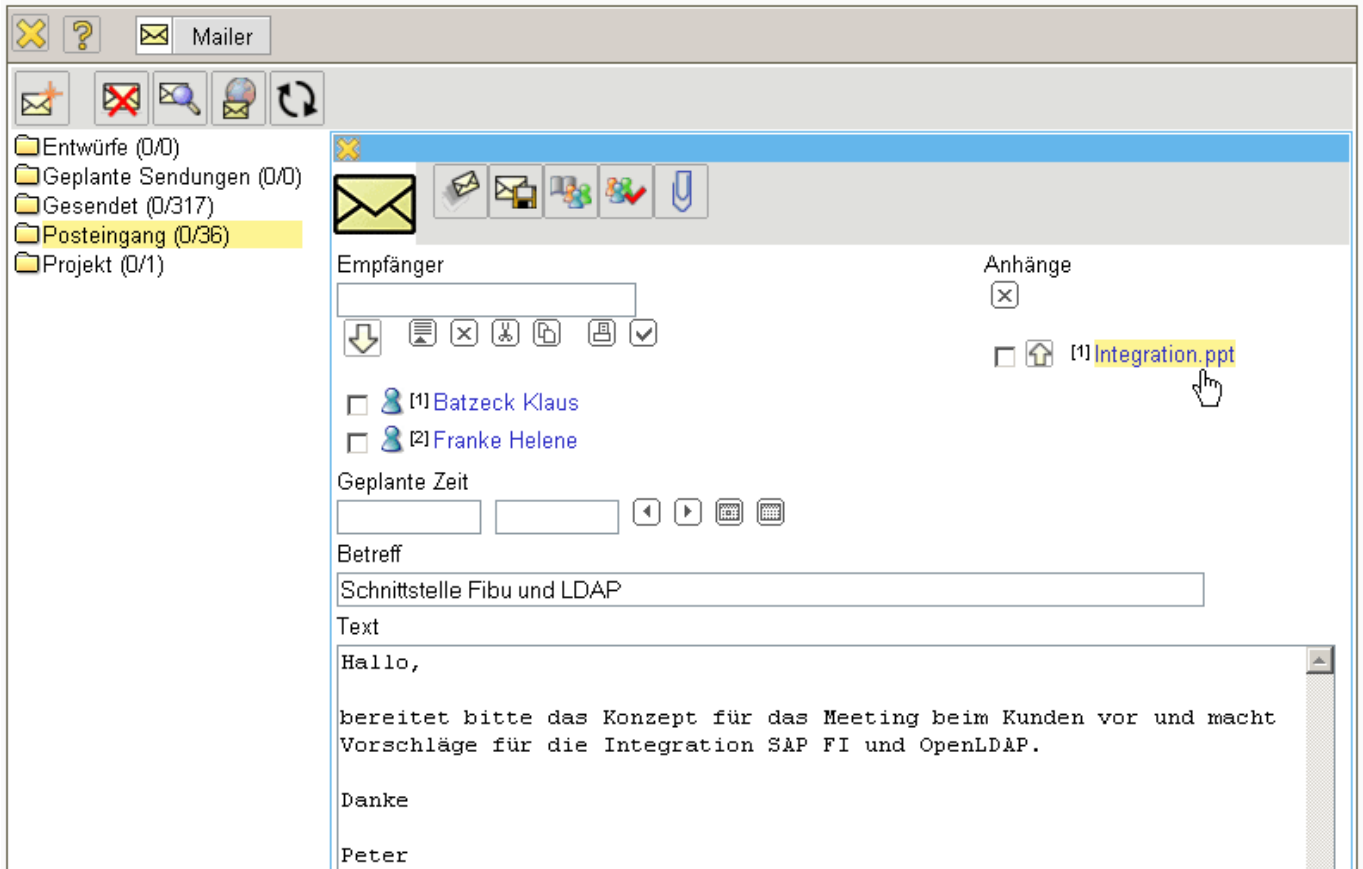 Mailer
Entwürfe (0/0)
Geplante Sendungen (0/0)
Gesendet (0/317)
Posteingang (0/36)
Projekt (0/1)
Empfänger
Anhänge
[1] Integration.ppt
[1] Batzeck Klaus
[2] Franke Helene
Geplante Zeit
Betreff
Schnittstelle Fibu und LDAP
Text
Hallo,
bereitet bitte das Konzept für das Meeting beim Kunden vor und macht
Vorschläge für die Integration SAP FI und OpenLDAP.
Danke
Peter